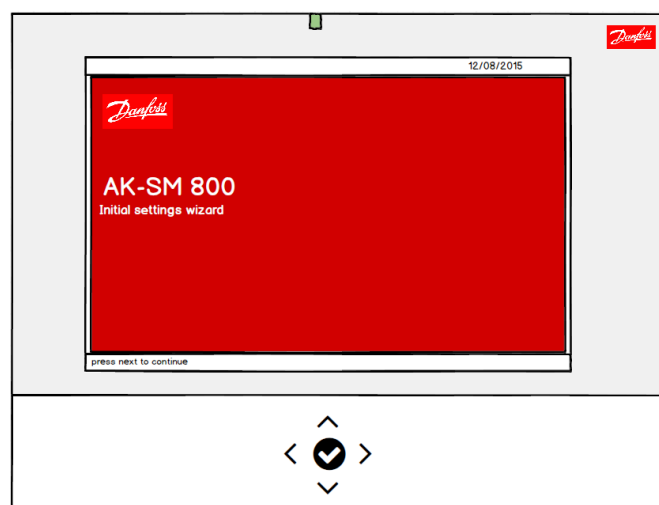 Danfoss
12/08/2015
Danfoss
AK-SM 800
Initial settings wizard
press next to continue